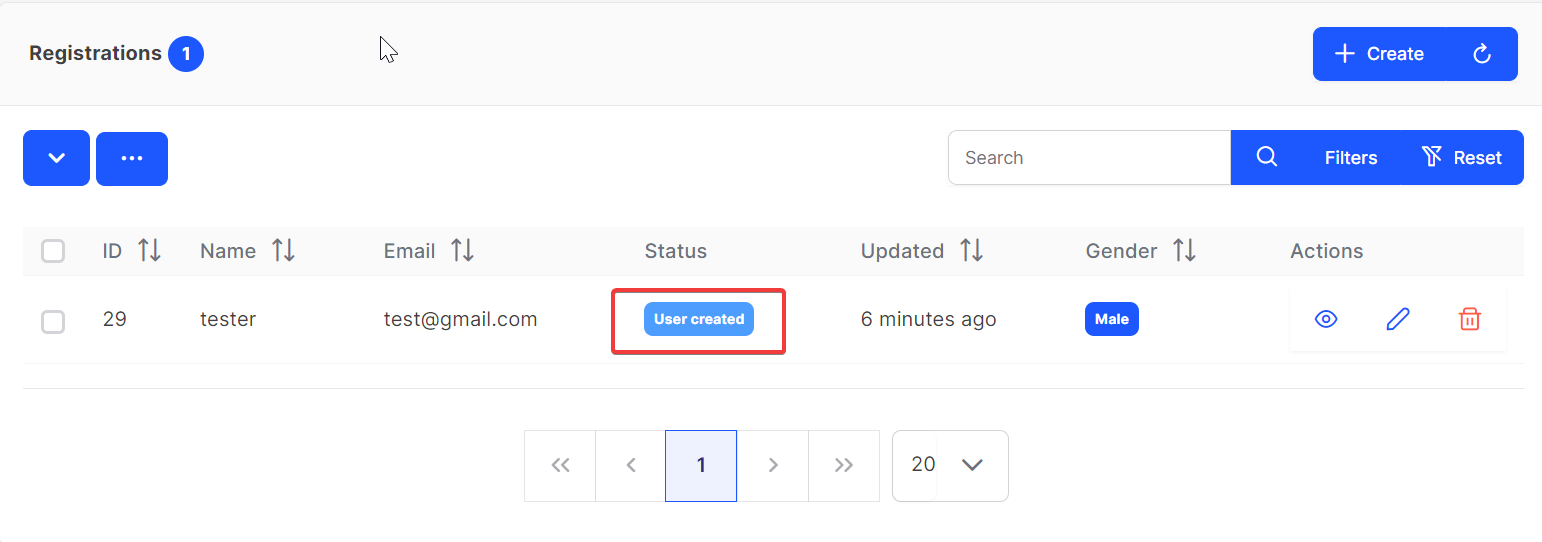 Registrations 1
Create
Search
Filters
Reset
ID Name Email Status Updated Gender Actions
29 tester test@gmail.com User created 6 minutes ago Male
1 20